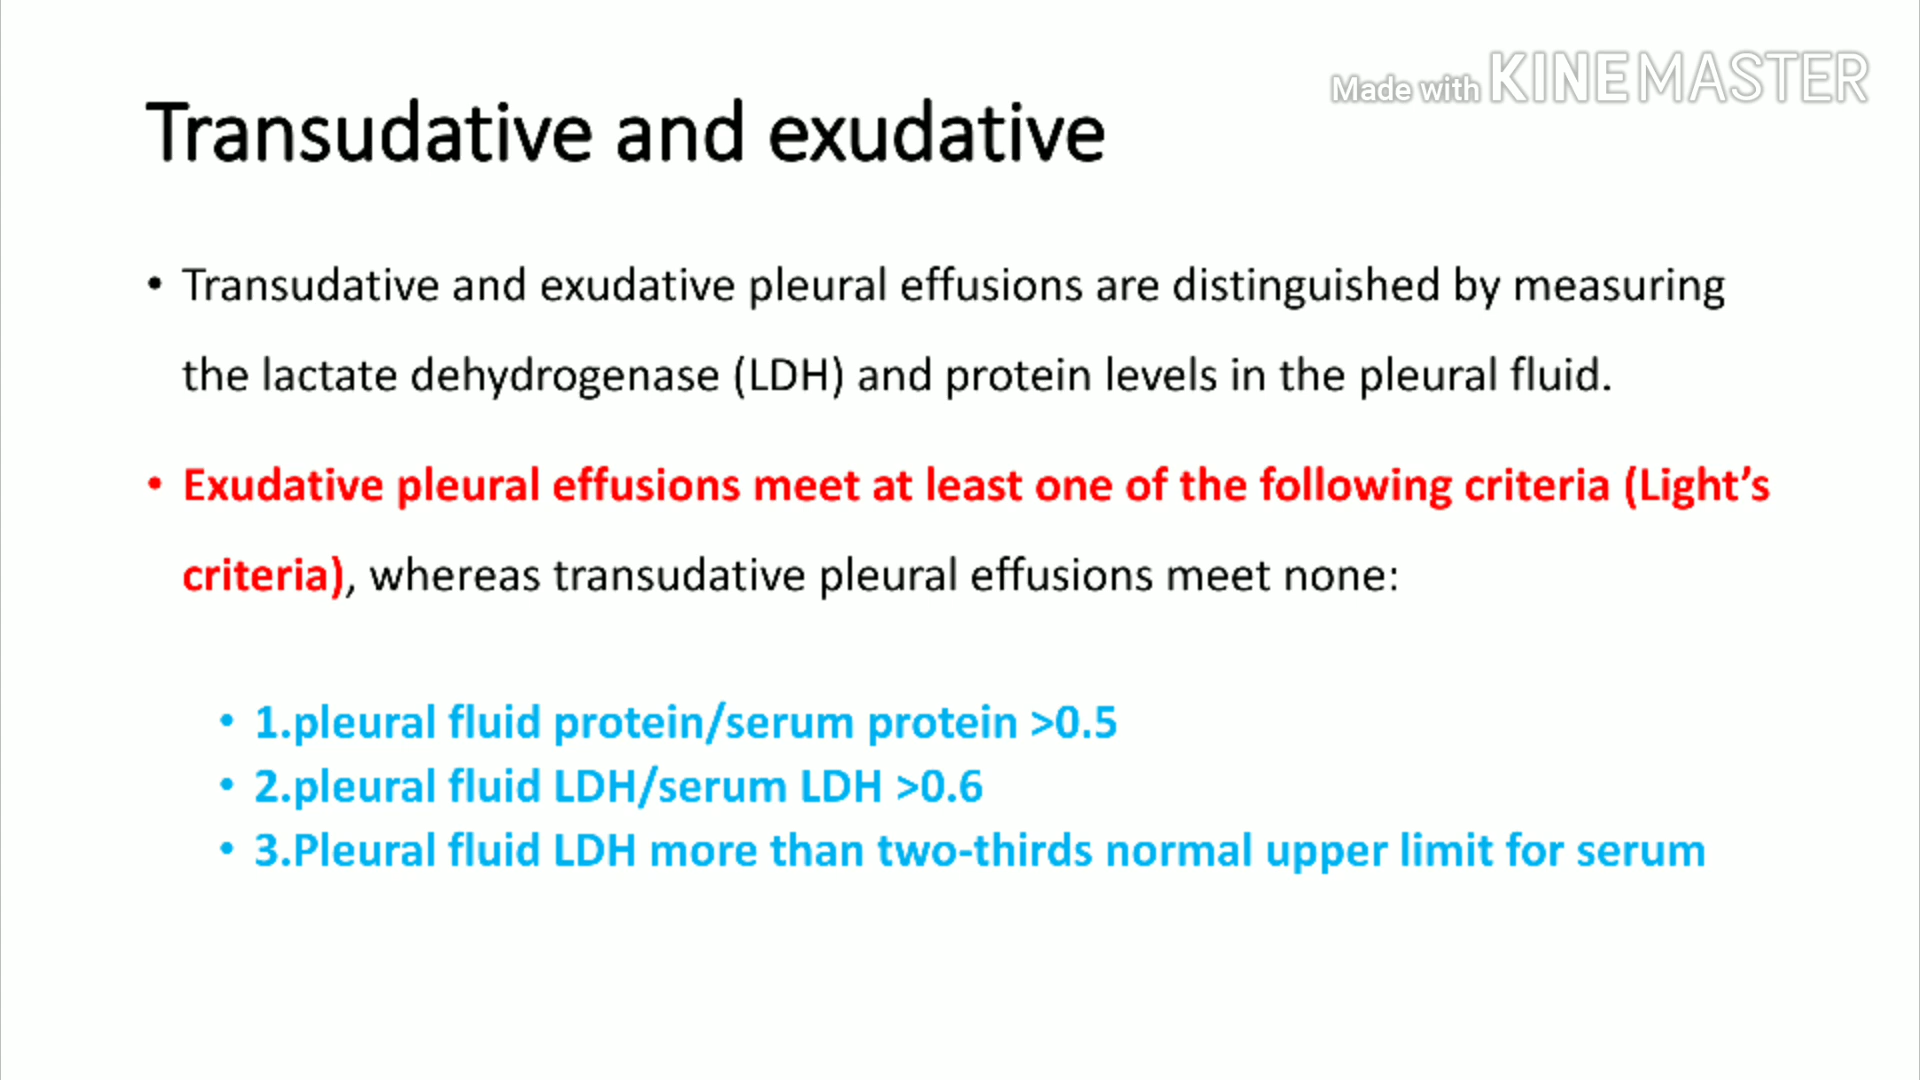 Made with KINEMASTER
Transudative and exudative
• Transudative and exudative pleural effusions are distinguished by measuring
the lactate dehydrogenase (LDH) and protein levels in the pleural fluid.
• Exudative pleural effusions meet at least one of the following criteria (Light’s
criteria), whereas transudative pleural effusions meet none:
• 1.pleural fluid protein/serum protein >0.5
• 2.pleural fluid LDH/serum LDH >0.6
• 3.Pleural fluid LDH more than two-thirds normal upper limit for serum